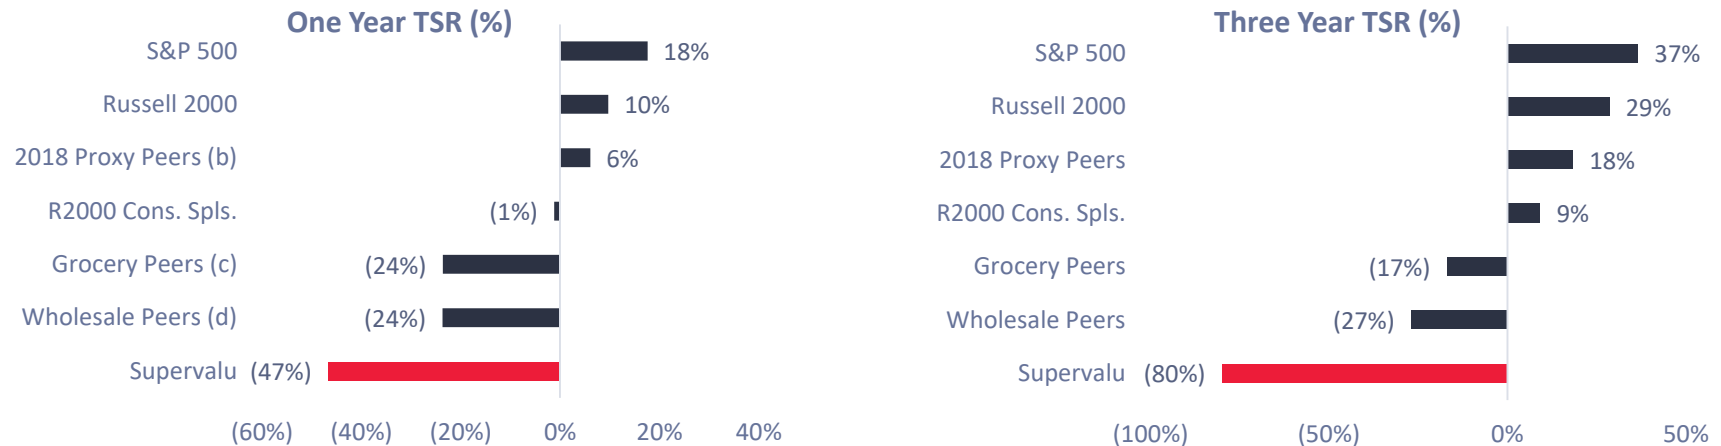 One Year TSR (%)
S&P 500 18%
Russell 2000 10%
2018 Proxy Peers (b) 6%
R2000 Cons. Spls. (1%)
Grocery Peers (c) (24%)
Wholesale Peers (d) (24%)
Supervalu (47%)
(60%) (40%) (20%) 0% 20% 40%
Three Year TSR (%)
S&P 500 37%
Russell 2000 29%
2018 Proxy Peers 18%
R2000 Cons. Spls. 9%
Grocery Peers (17%)
Wholesale Peers (27%)
Supervalu (80%)
(100%) (50%) 0% 50%